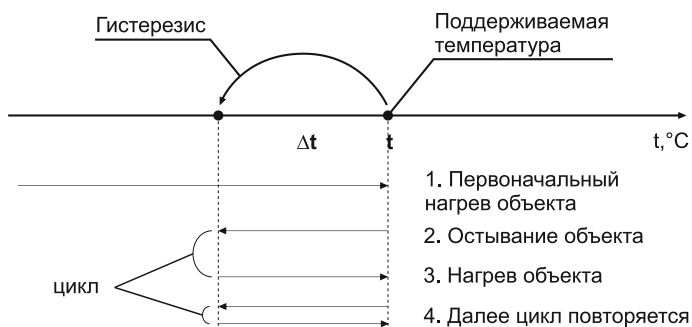 Гистерезис
Поддерживаемая
температура
Δt
t
t,°C
1. Первоначальный
нагрев объекта
2. Остывание объекта
3. Нагрев объекта
цикл
4. Далее цикл повторяется